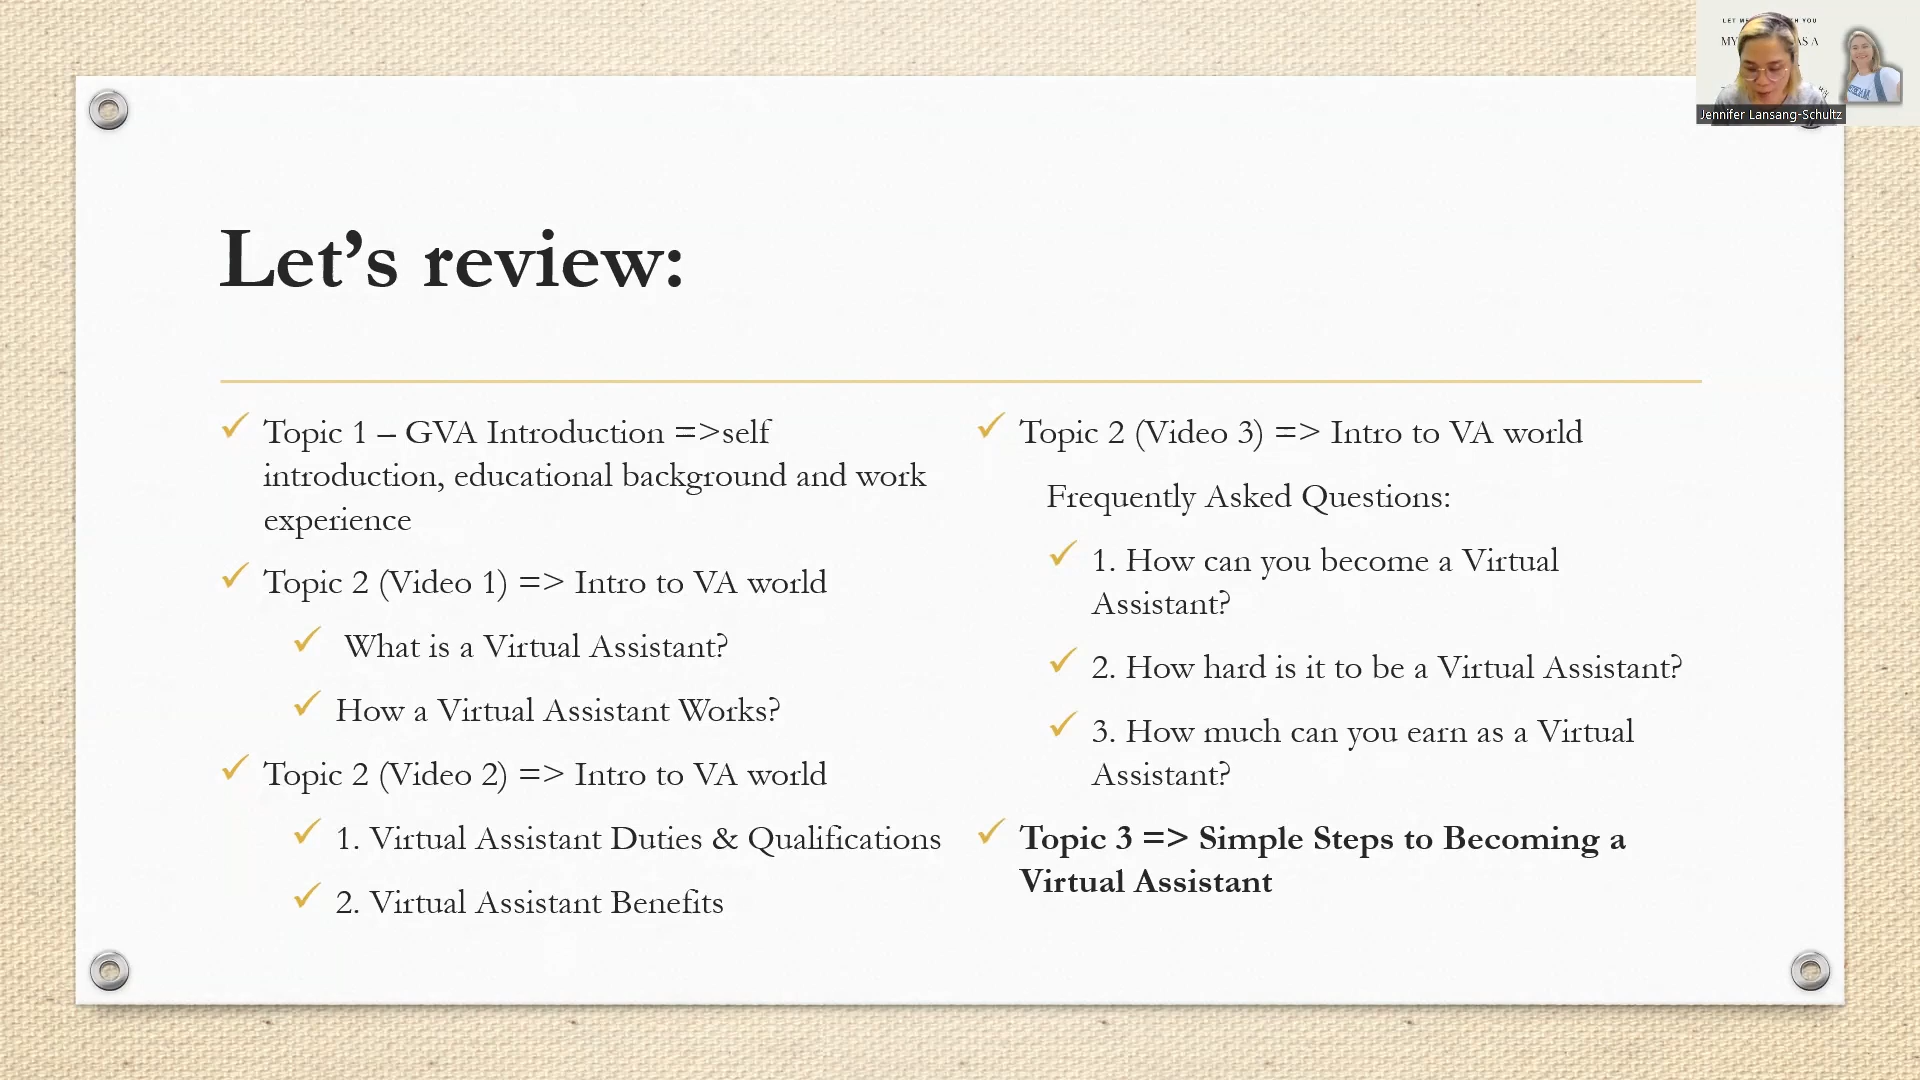 Let’s review:
Topic 1 – GVA Introduction =>self
introduction, educational background and work
experience
Topic 2 (Video 1) => Intro to VA world
What is a Virtual Assistant?
How a Virtual Assistant Works?
Topic 2 (Video 2) => Intro to VA world
1. Virtual Assistant Duties & Qualifications
2. Virtual Assistant Benefits
Topic 2 (Video 3) => Intro to VA world
Frequently Asked Questions:
1. How can you become a Virtual
Assistant?
2. How hard is it to be a Virtual Assistant?
3. How much can you earn as a Virtual
Assistant?
Topic 3 => Simple Steps to Becoming a
Virtual Assistant
LET YOU
MY AS A
Jennifer Lansang-Schultz